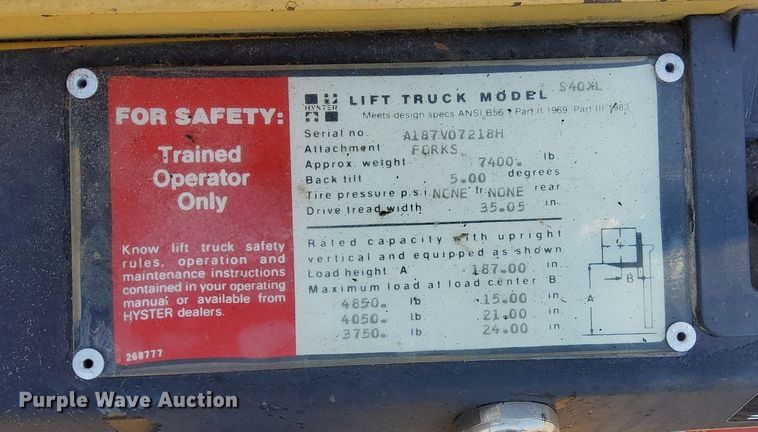 FOR SAFETY:
Trained
Operator
Only
Know lift truck safety
rules, operation and
maintenance instructions
contained in your operating
manual or available from
HYSTER dealers.
268777
HYSTER
LIFT TRUCK MODEL S40XL
Meets design specs ANSI B56.1 Part II 1969, Part III 1983
Serial no. A187V07218H
Attachment FORKS
Approx. weight 7400. lb.
Back tilt 5.00 degrees
Tire pressure p.s.i. NONE fr. NONE rear
Drive tread width 35.05 in.
Rated capacity with upright
vertical and equipped as shown
Load height A 187.00 in.
Maximum load at load center B
4850. lb 15.00 in.
4050. lb 21.00 in.
3750. lb 24.00 in.
B
A
Purple Wave Auction